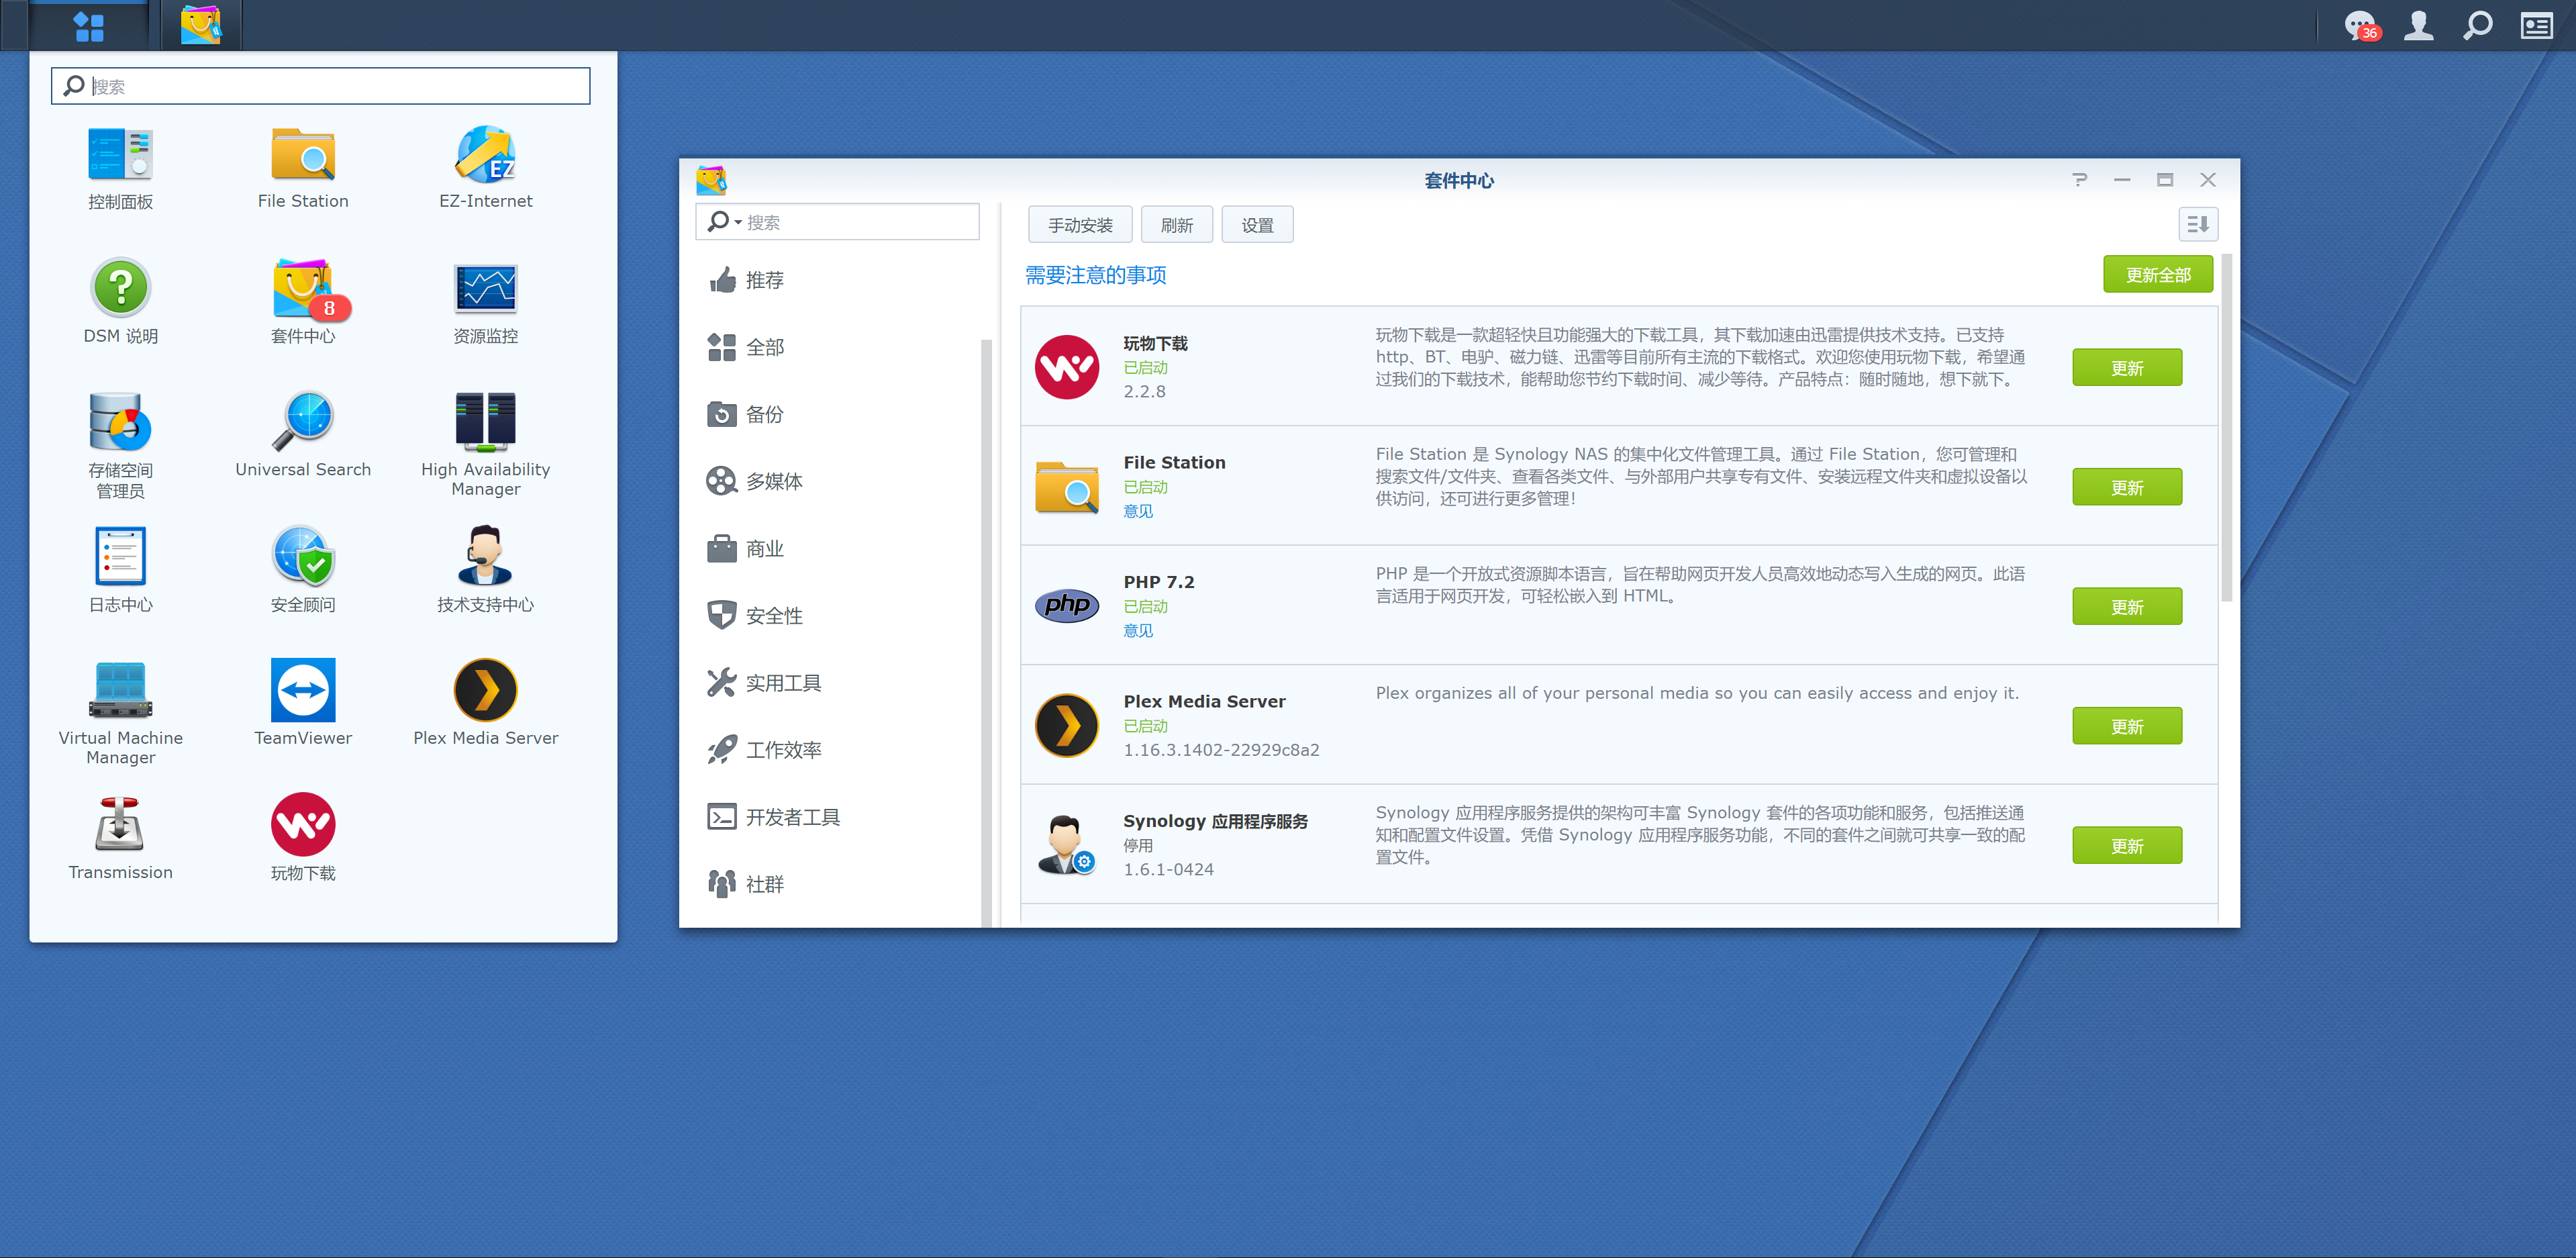 36
搜索
控制面板
File Station
EZ
EZ-Internet
DSM 说明
8
套件中心
资源监控
存储空间
管理员
Universal Search
High Availability
Manager
日志中心
安全顾问
技术支持中心
Virtual Machine
Manager
TeamViewer
Plex Media Server
Transmission
玩物下载
套件中心
搜索
推荐
全部
备份
多媒体
商业
安全性
实用工具
工作效率
开发者工具
社群
手动安装
刷新
设置
需要注意的事项
更新全部
玩物下载
已启动
2.2.8
玩物下载是一款超轻快且功能强大的下载工具，其下载加速由迅雷提供技术支持。已支持
http、BT、电驴、磁力链、迅雷等目前所有主流的下载格式。欢迎您使用玩物下载，希望通
过我们的下载技术，能帮助您节约下载时间、减少等待。产品特点：随时随地，想下就下。
更新
File Station
已启动
意见
File Station 是 Synology NAS 的集中化文件管理工具。通过 File Station，您可管理和
搜索文件/文件夹、查看各类文件、与外部用户共享专有文件、安装远程文件夹和虚拟设备以
供访问，还可进行更多管理！
更新
php
PHP 7.2
已启动
意见
PHP 是一个开放式资源脚本语言，旨在帮助网页开发人员高效地动态写入生成的网页。此语
言适用于网页开发，可轻松嵌入到 HTML。
更新
Plex Media Server
已启动
1.16.3.1402-22929c8a2
Plex organizes all of your personal media so you can easily access and enjoy it.
更新
Synology 应用程序服务
停用
1.6.1-0424
Synology 应用程序服务提供的架构可丰富 Synology 套件的各项功能和服务，包括推送通
知和配置文件设置。凭借 Synology 应用程序服务功能，不同的套件之间就可共享一致的配
置文件。
更新